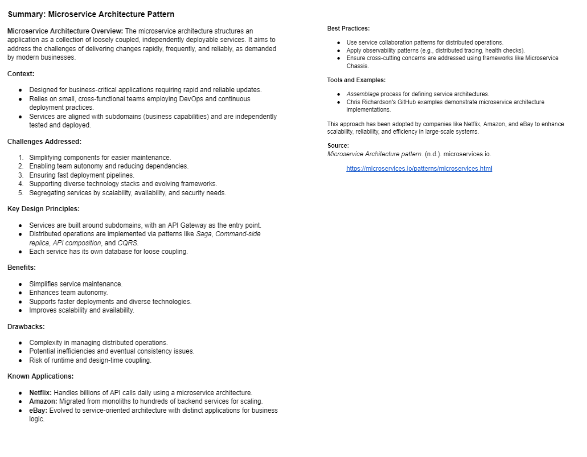 Summary: Microservice Architecture Pattern
Microservice Architecture Overview: The microservice architecture structures an
application as a collection of loosely coupled, independently deployable services. It aims to
address the challenges of delivering changes rapidly, frequently, and reliably, as demanded
by modern businesses.
Context:
● Designed for business-critical applications requiring rapid and reliable updates.
● Relies on small, cross-functional teams employing DevOps and continuous
deployment practices.
● Services are aligned with subdomains (business capabilities) and are independently
tested and deployed.
Challenges Addressed:
1. Simplifying components for easier maintenance.
2. Enabling team autonomy and reducing dependencies.
3. Ensuring fast deployment pipelines.
4. Supporting diverse technology stacks and evolving frameworks.
5. Segregating services by scalability, availability, and security needs.
Key Design Principles:
● Services are built around subdomains, with an API Gateway as the entry point.
● Distributed operations are implemented via patterns like Saga, Command-side
replica, API composition, and CQRS.
● Each service has its own database for loose coupling.
Benefits:
● Simplifies service maintenance.
● Enhances team autonomy.
● Supports faster deployments and diverse technologies.
● Improves scalability and availability.
Drawbacks:
● Complexity in managing distributed operations.
● Potential inefficiencies and eventual consistency issues.
● Risk of runtime and design-time coupling.
Known Applications:
● Netflix: Handles billions of API calls daily using a microservice architecture.
● Amazon: Migrated from monoliths to hundreds of backend services for scaling.
● eBay: Evolved to service-oriented architecture with distinct applications for business
logic.
Best Practices:
● Use service collaboration patterns for distributed operations.
● Apply observability patterns (e.g., distributed tracing, health checks).
● Ensure cross-cutting concerns are addressed using frameworks like Microservice
Chassis.
Tools and Examples:
● Assemblage process for defining service architectures.
● Chris Richardson's GitHub examples demonstrate microservice architecture
implementations.
This approach has been adopted by companies like Netflix, Amazon, and eBay to enhance
scalability, reliability, and efficiency in large-scale systems.
Source:
Microservice Architecture pattern. (n.d.). microservices.io.
https://microservices.io/patterns/microservices.html